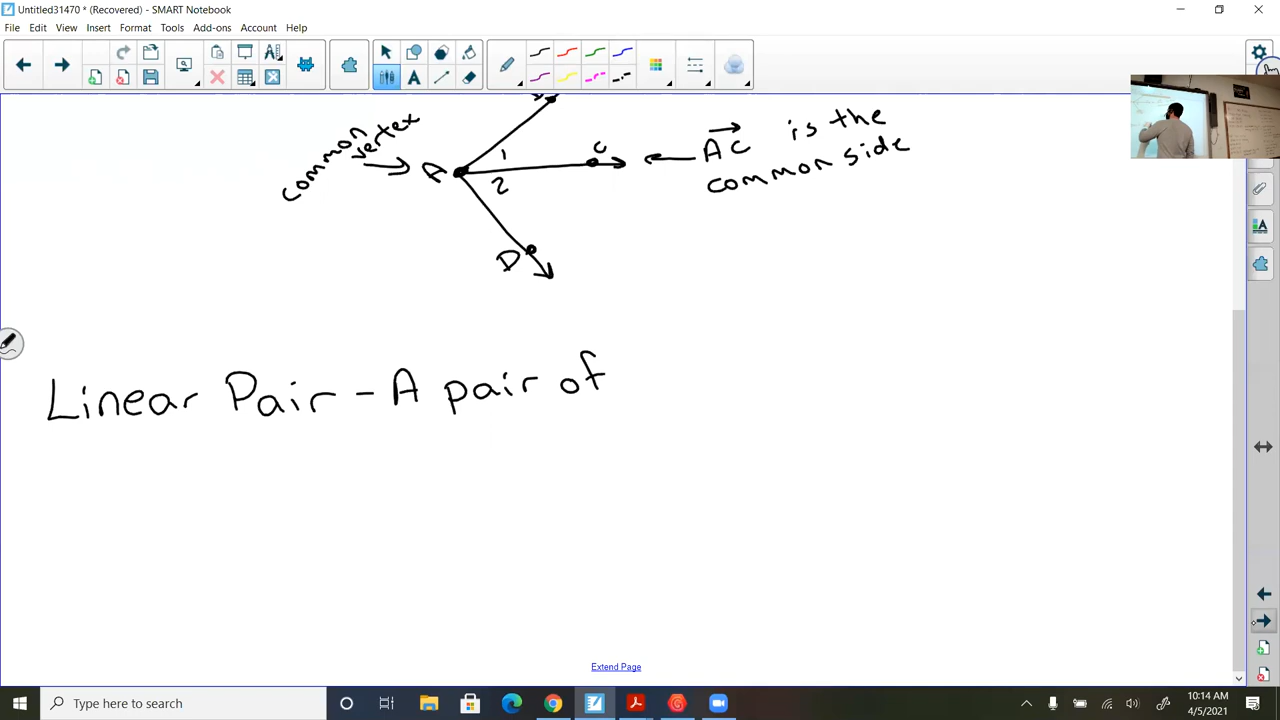 Untitled31470 * (Recovered) - SMART Notebook
File Edit View Insert Format Tools Add-ons Account Help
common vertex
A
1
2
C
D
AC is the
common side
Linear Pair - A pair of
Extend Page
Type here to search
10:14 AM
4/5/2021